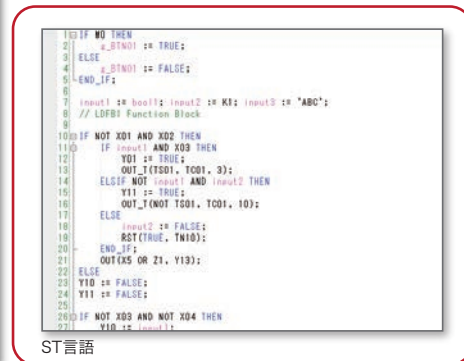 1 IF M0 THEN
2 g_BTN01 := TRUE;
3 ELSE
4 g_BTN01 := FALSE;
5 END_IF;
6
7 input1 := bool1; input2 := K1; input3 := "ABC";
8 // LDFB1 Function Block
9
10 IF NOT X01 AND X02 THEN
11 IF input1 AND X03 THEN
12 Y01 := TRUE;
13 OUT_T(TS01, TC01, 3);
14 ELSIF NOT input1 AND input2 THEN
15 Y11 := TRUE;
16 OUT_T(NOT TS01, TC01, 10);
17 ELSE
18 input2 := FALSE;
19 RST(TRUE, TN10);
20 END_IF;
21 OUT(X5 OR Z1, Y13);
22 ELSE
23 Y10 := FALSE;
24 Y11 := FALSE;
25
26 IF NOT X03 AND NOT X04 THEN
27 Y10 := input1;
ST言語